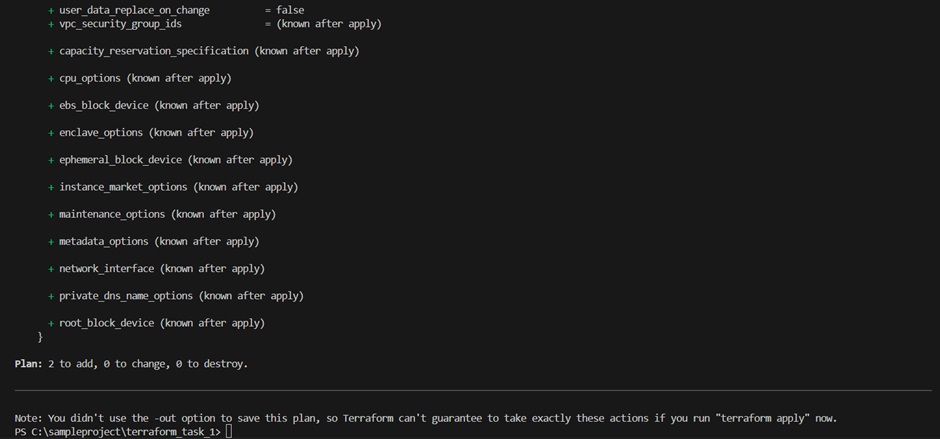 + user_data_replace_on_change = false
+ vpc_security_group_ids = (known after apply)
+ capacity_reservation_specification (known after apply)
+ cpu_options (known after apply)
+ ebs_block_device (known after apply)
+ enclave_options (known after apply)
+ ephemeral_block_device (known after apply)
+ instance_market_options (known after apply)
+ maintenance_options (known after apply)
+ metadata_options (known after apply)
+ network_interface (known after apply)
+ private_dns_name_options (known after apply)
+ root_block_device (known after apply)
}
Plan: 2 to add, 0 to change, 0 to destroy.
Note: You didn't use the -out option to save this plan, so Terraform can't guarantee to take exactly these actions if you run "terraform apply" now.
PS C:\sampleproject\terraform_task_1>